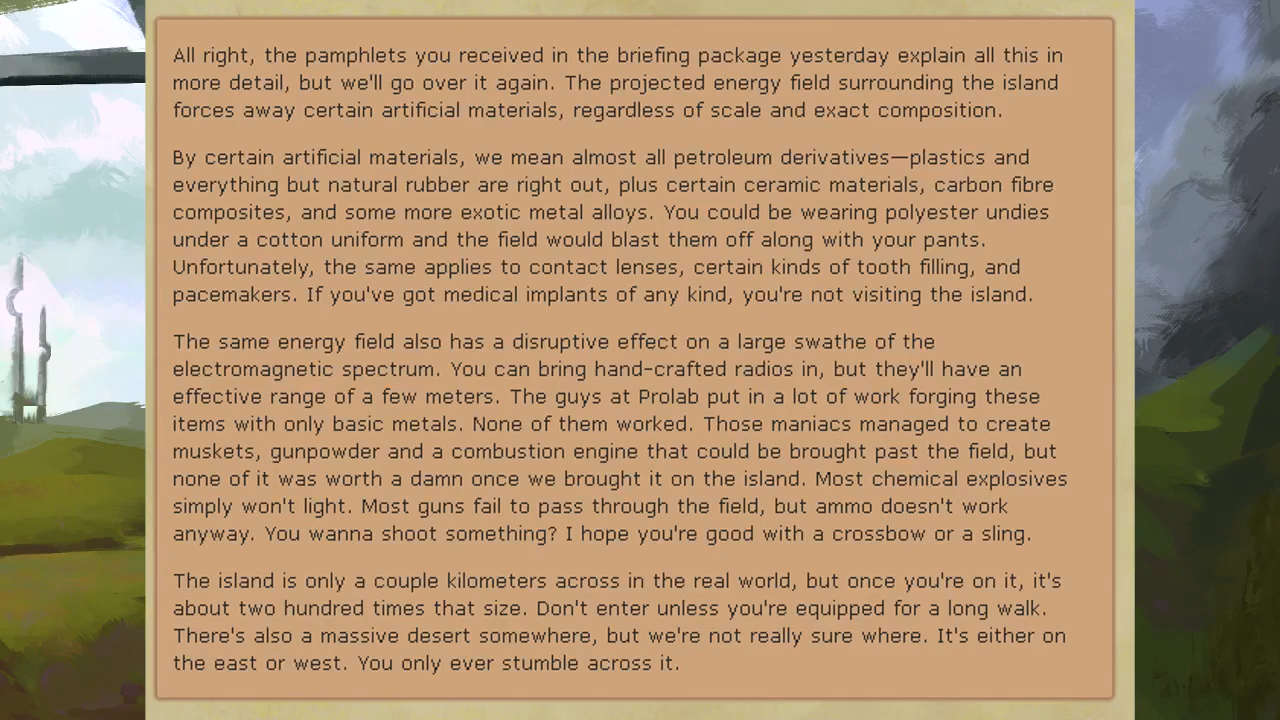 All right, the pamphlets you received in the briefing package yesterday explain all this in
more detail, but we'll go over it again. The projected energy field surrounding the island
forces away certain artificial materials, regardless of scale and exact composition.
By certain artificial materials, we mean almost all petroleum derivatives—plastics and
everything but natural rubber are right out, plus certain ceramic materials, carbon fibre
composites, and some more exotic metal alloys. You could be wearing polyester undies
under a cotton uniform and the field would blast them off along with your pants.
Unfortunately, the same applies to contact lenses, certain kinds of tooth filling, and
pacemakers. If you've got medical implants of any kind, you're not visiting the island.
The same energy field also has a disruptive effect on a large swathe of the
electromagnetic spectrum. You can bring hand-crafted radios in, but they'll have an
effective range of a few meters. The guys at Prolab put in a lot of work forging these
items with only basic metals. None of them worked. Those maniacs managed to create
muskets, gunpowder and a combustion engine that could be brought past the field, but
none of it was worth a damn once we brought it on the island. Most chemical explosives
simply won't light. Most guns fail to pass through the field, but ammo doesn't work
anyway. You wanna shoot something? I hope you're good with a crossbow or a sling.
The island is only a couple kilometers across in the real world, but once you're on it, it's
about two hundred times that size. Don't enter unless you're equipped for a long walk.
There's also a massive desert somewhere, but we're not really sure where. It's either on
the east or west. You only ever stumble across it.